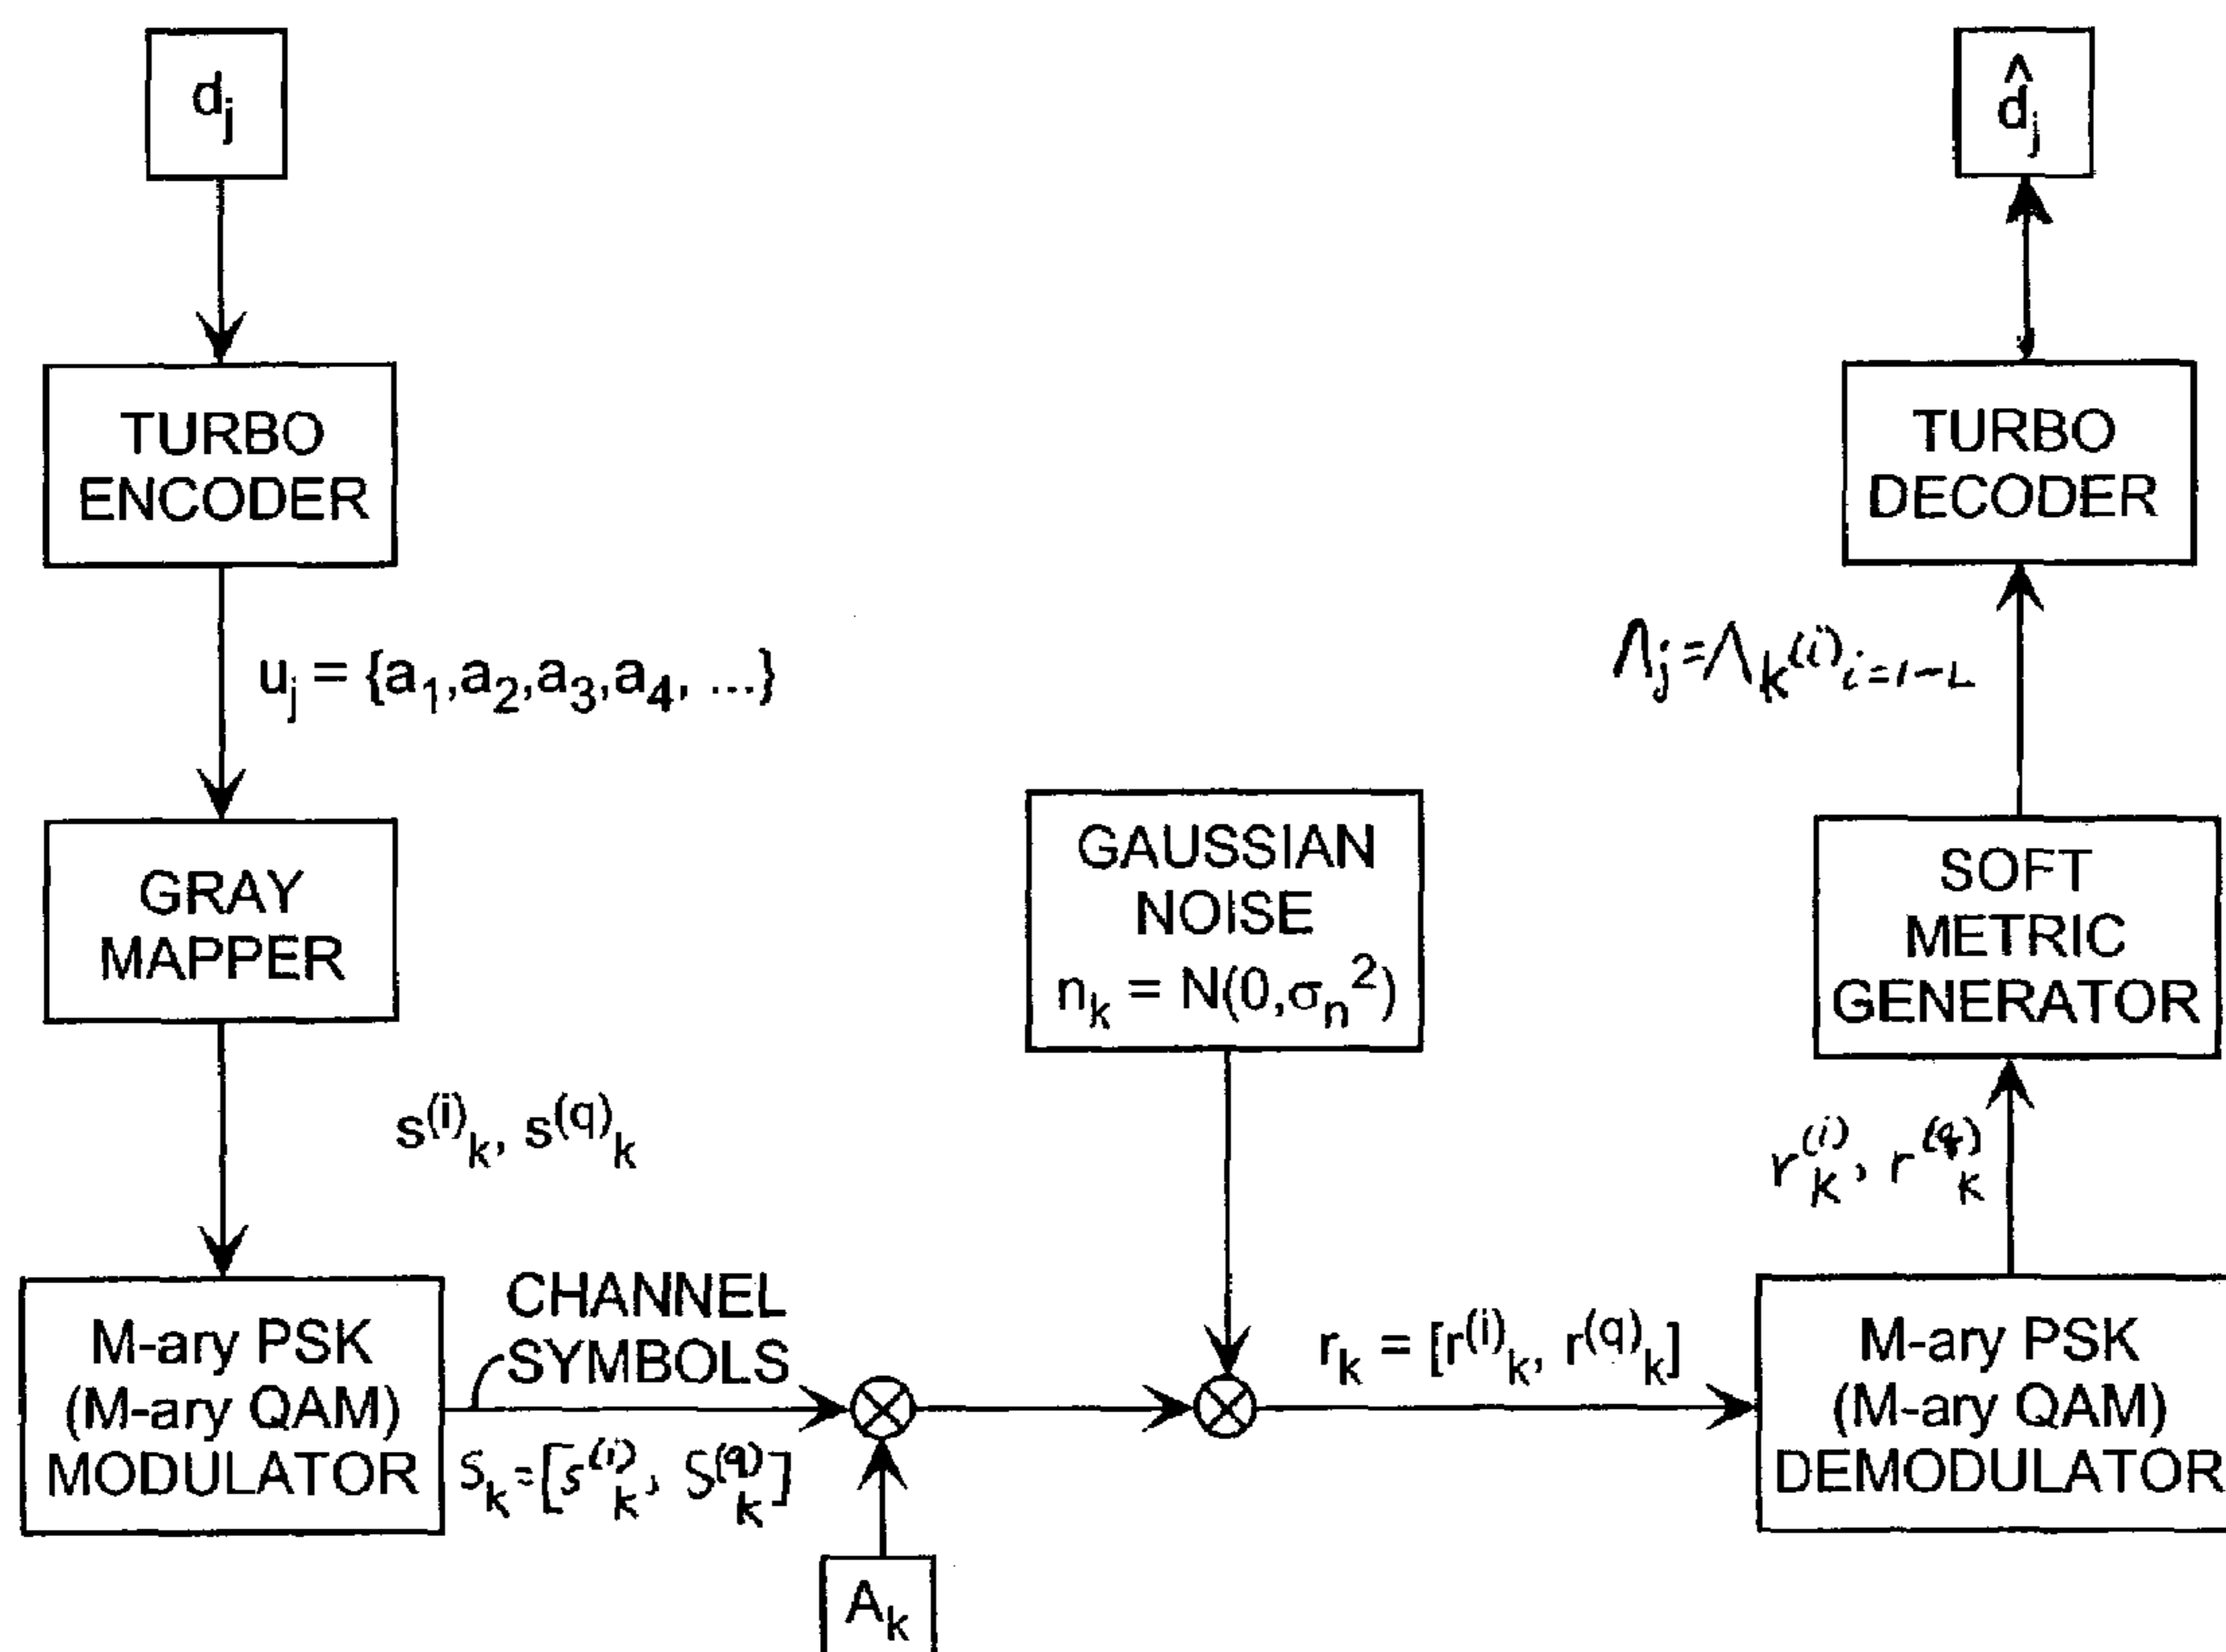 d_j
TURBO
ENCODER
u_j = {a_1,a_2,a_3,a_4, ...}
GRAY
MAPPER
s^(i)_k, s^(q)_k
M-ary PSK
(M-ary QAM)
MODULATOR
CHANNEL
SYMBOLS
S_k=[s^(i)_k, S^(q)_k]
A_k
GAUSSIAN
NOISE
n_k = N(0,σ_n^2)
r_k = [r^(i)_k, r^(q)_k]
M-ary PSK
(M-ary QAM)
DEMODULATOR
r_k^(i), r^(q)_k
SOFT
METRIC
GENERATOR
Λ_j=Λ_k^(i) i=1-L
TURBO
DECODER
d̂_j